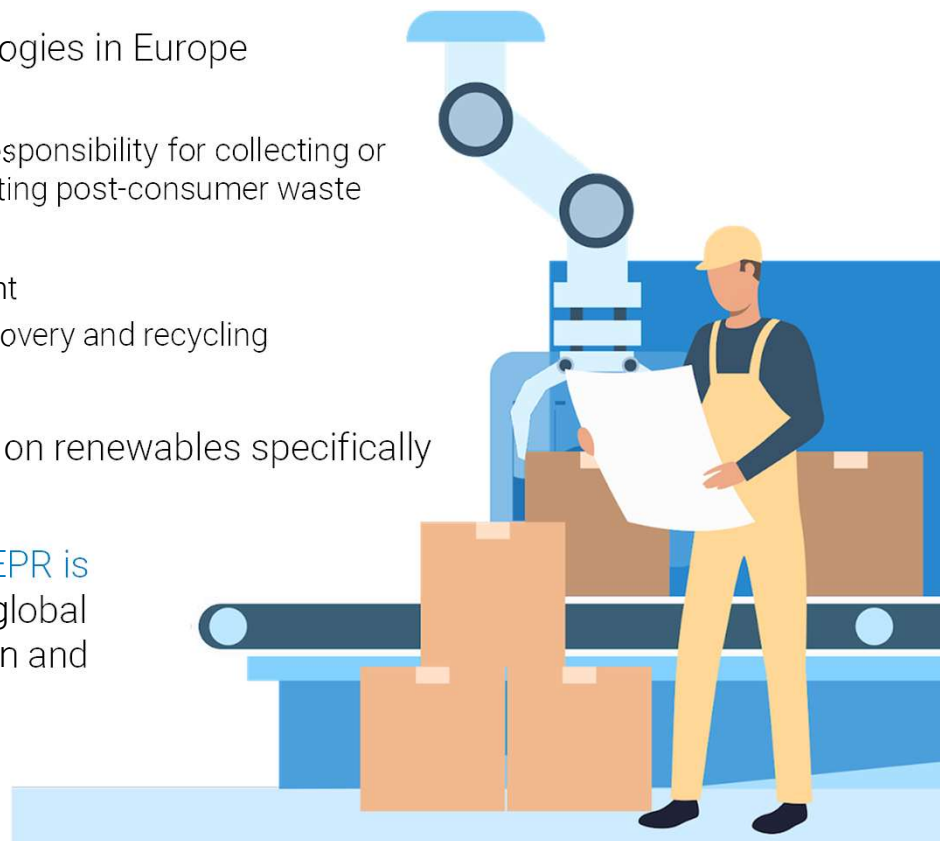 ogies in Europe
sponsibility for collecting or
ting post-consumer waste
nt
overy and recycling
on renewables specifically
EPR is
global
n and